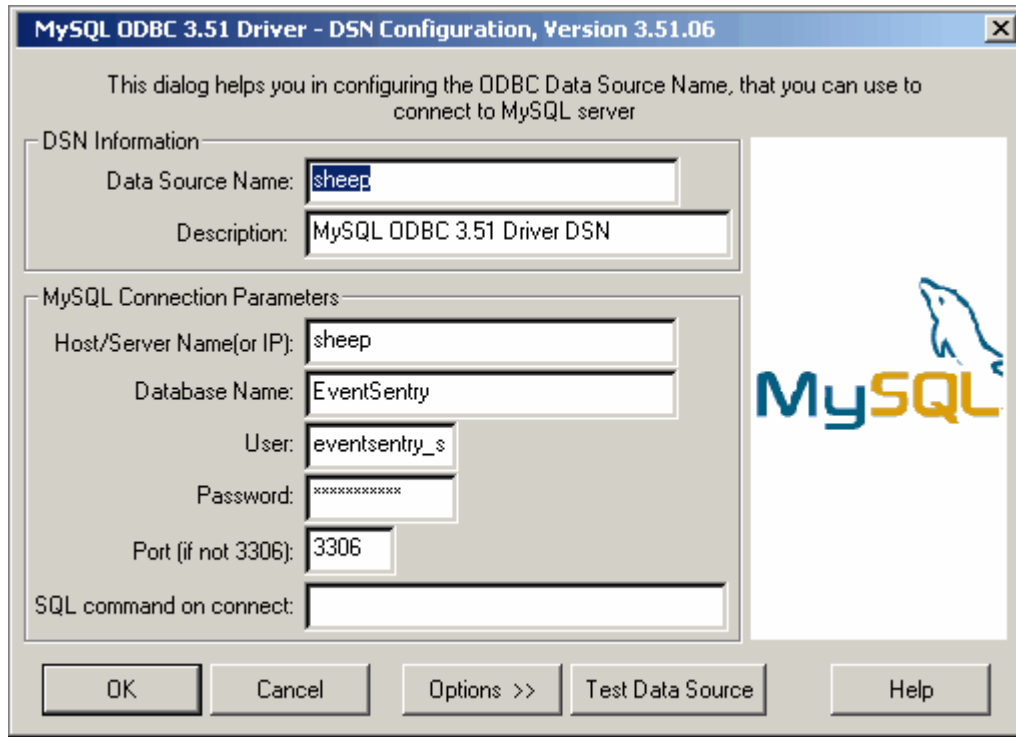 MySQL ODBC 3.51 Driver - DSN Configuration, Version 3.51.06
This dialog helps you in configuring the ODBC Data Source Name, that you can use to
connect to MySQL server
DSN Information
Data Source Name: sheep
Description: MySQL ODBC 3.51 Driver DSN
MySQL Connection Parameters
Host/Server Name(or IP): sheep
Database Name: EventSentry
User: eventsentry_s
Password: ***********
Port (if not 3306): 3306
SQL command on connect:
MySQL
OK Cancel Options >> Test Data Source Help